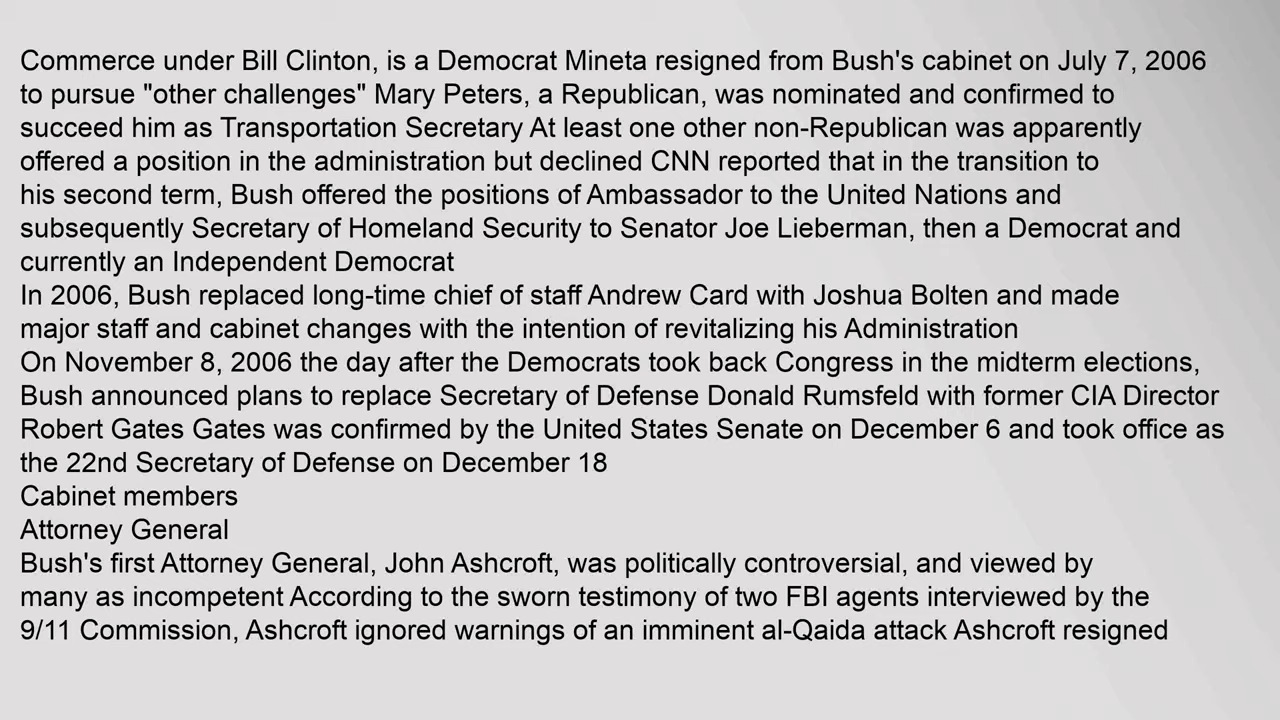 Commerce under Bill Clinton, is a Democrat Mineta resigned from Bush's cabinet on July 7, 2006
to pursue "other challenges" Mary Peters, a Republican, was nominated and confirmed to
succeed him as Transportation Secretary At least one other non-Republican was apparently
offered a position in the administration but declined CNN reported that in the transition to
his second term, Bush offered the positions of Ambassador to the United Nations and
subsequently Secretary of Homeland Security to Senator Joe Lieberman, then a Democrat and
currently an Independent Democrat
In 2006, Bush replaced long-time chief of staff Andrew Card with Joshua Bolten and made
major staff and cabinet changes with the intention of revitalizing his Administration
On November 8, 2006 the day after the Democrats took back Congress in the midterm elections,
Bush announced plans to replace Secretary of Defense Donald Rumsfeld with former CIA Director
Robert Gates Gates was confirmed by the United States Senate on December 6 and took office as
the 22nd Secretary of Defense on December 18
Cabinet members
Attorney General
Bush's first Attorney General, John Ashcroft, was politically controversial, and viewed by
many as incompetent According to the sworn testimony of two FBI agents interviewed by the
9/11 Commission, Ashcroft ignored warnings of an imminent al-Qaida attack Ashcroft resigned